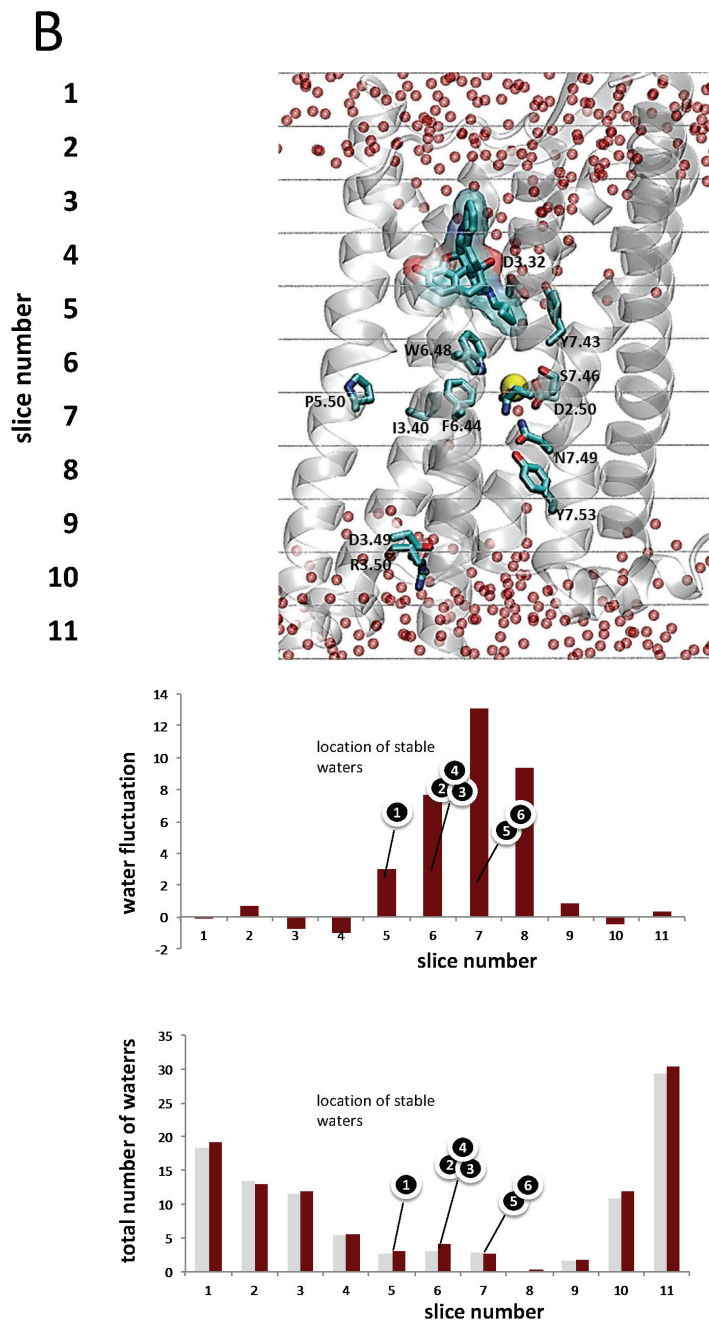 B
slice number
1
2
3
4
5
6
7
8
9
10
11
D3.32
Y7.43
W6.48
S7.46
P5.50
D2.50
I3.40
F6.44
N7.49
Y7.53
D3.49
R3.50
water fluctuation
14
12
10
8
6
4
2
0
-2
location of stable
waters
1
2
4
3
5
6
1 2 3 4 5 6 7 8 9 10 11
slice number
total number of waterrs
35
30
25
20
15
10
5
0
location of stable
waters
1
2
4
3
5
6
1 2 3 4 5 6 7 8 9 10 11
slice number